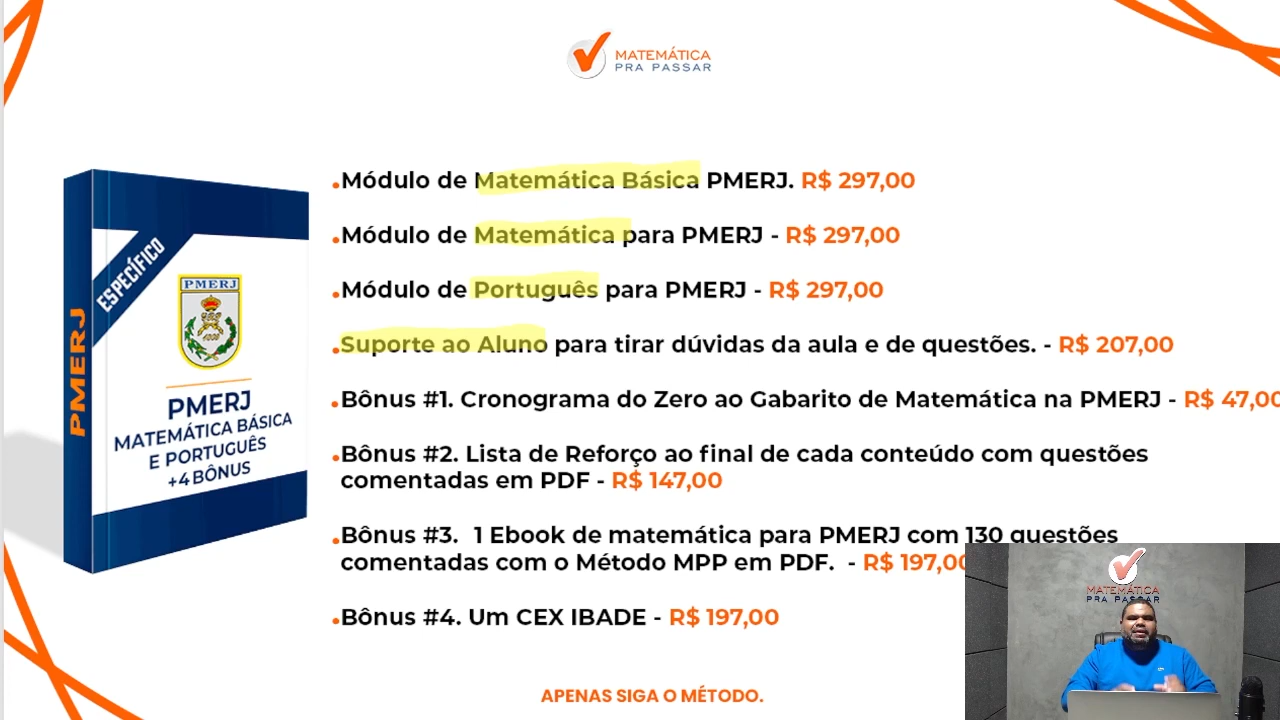 MATEMÁTICA
PRA PASSAR
.Módulo de Matemática Básica PMERJ. R$ 297,00
.Módulo de Matemática para PMERJ - R$ 297,00
.Módulo de Português para PMERJ - R$ 297,00
.Suporte ao Aluno para tirar dúvidas da aula e de questões. - R$ 207,00
.Bônus #1. Cronograma do Zero ao Gabarito de Matemática na PMERJ - R$ 47,00
.Bônus #2. Lista de Reforço ao final de cada conteúdo com questões
comentadas em PDF - R$ 147,00
.Bônus #3. 1 Ebook de matemática para PMERJ com 130 questões
comentadas com o Método MPP em PDF. - R$ 197,00
.Bônus #4. Um CEX IBADE - R$ 197,00
APENAS SIGA O MÉTODO.
PMERJ
ESPECÍFICO
PMERJ
PMERJ
MATEMÁTICA BÁSICA
E PORTUGUÊS
+4 BÔNUS
MATEMÁTICA
PRA PASSAR